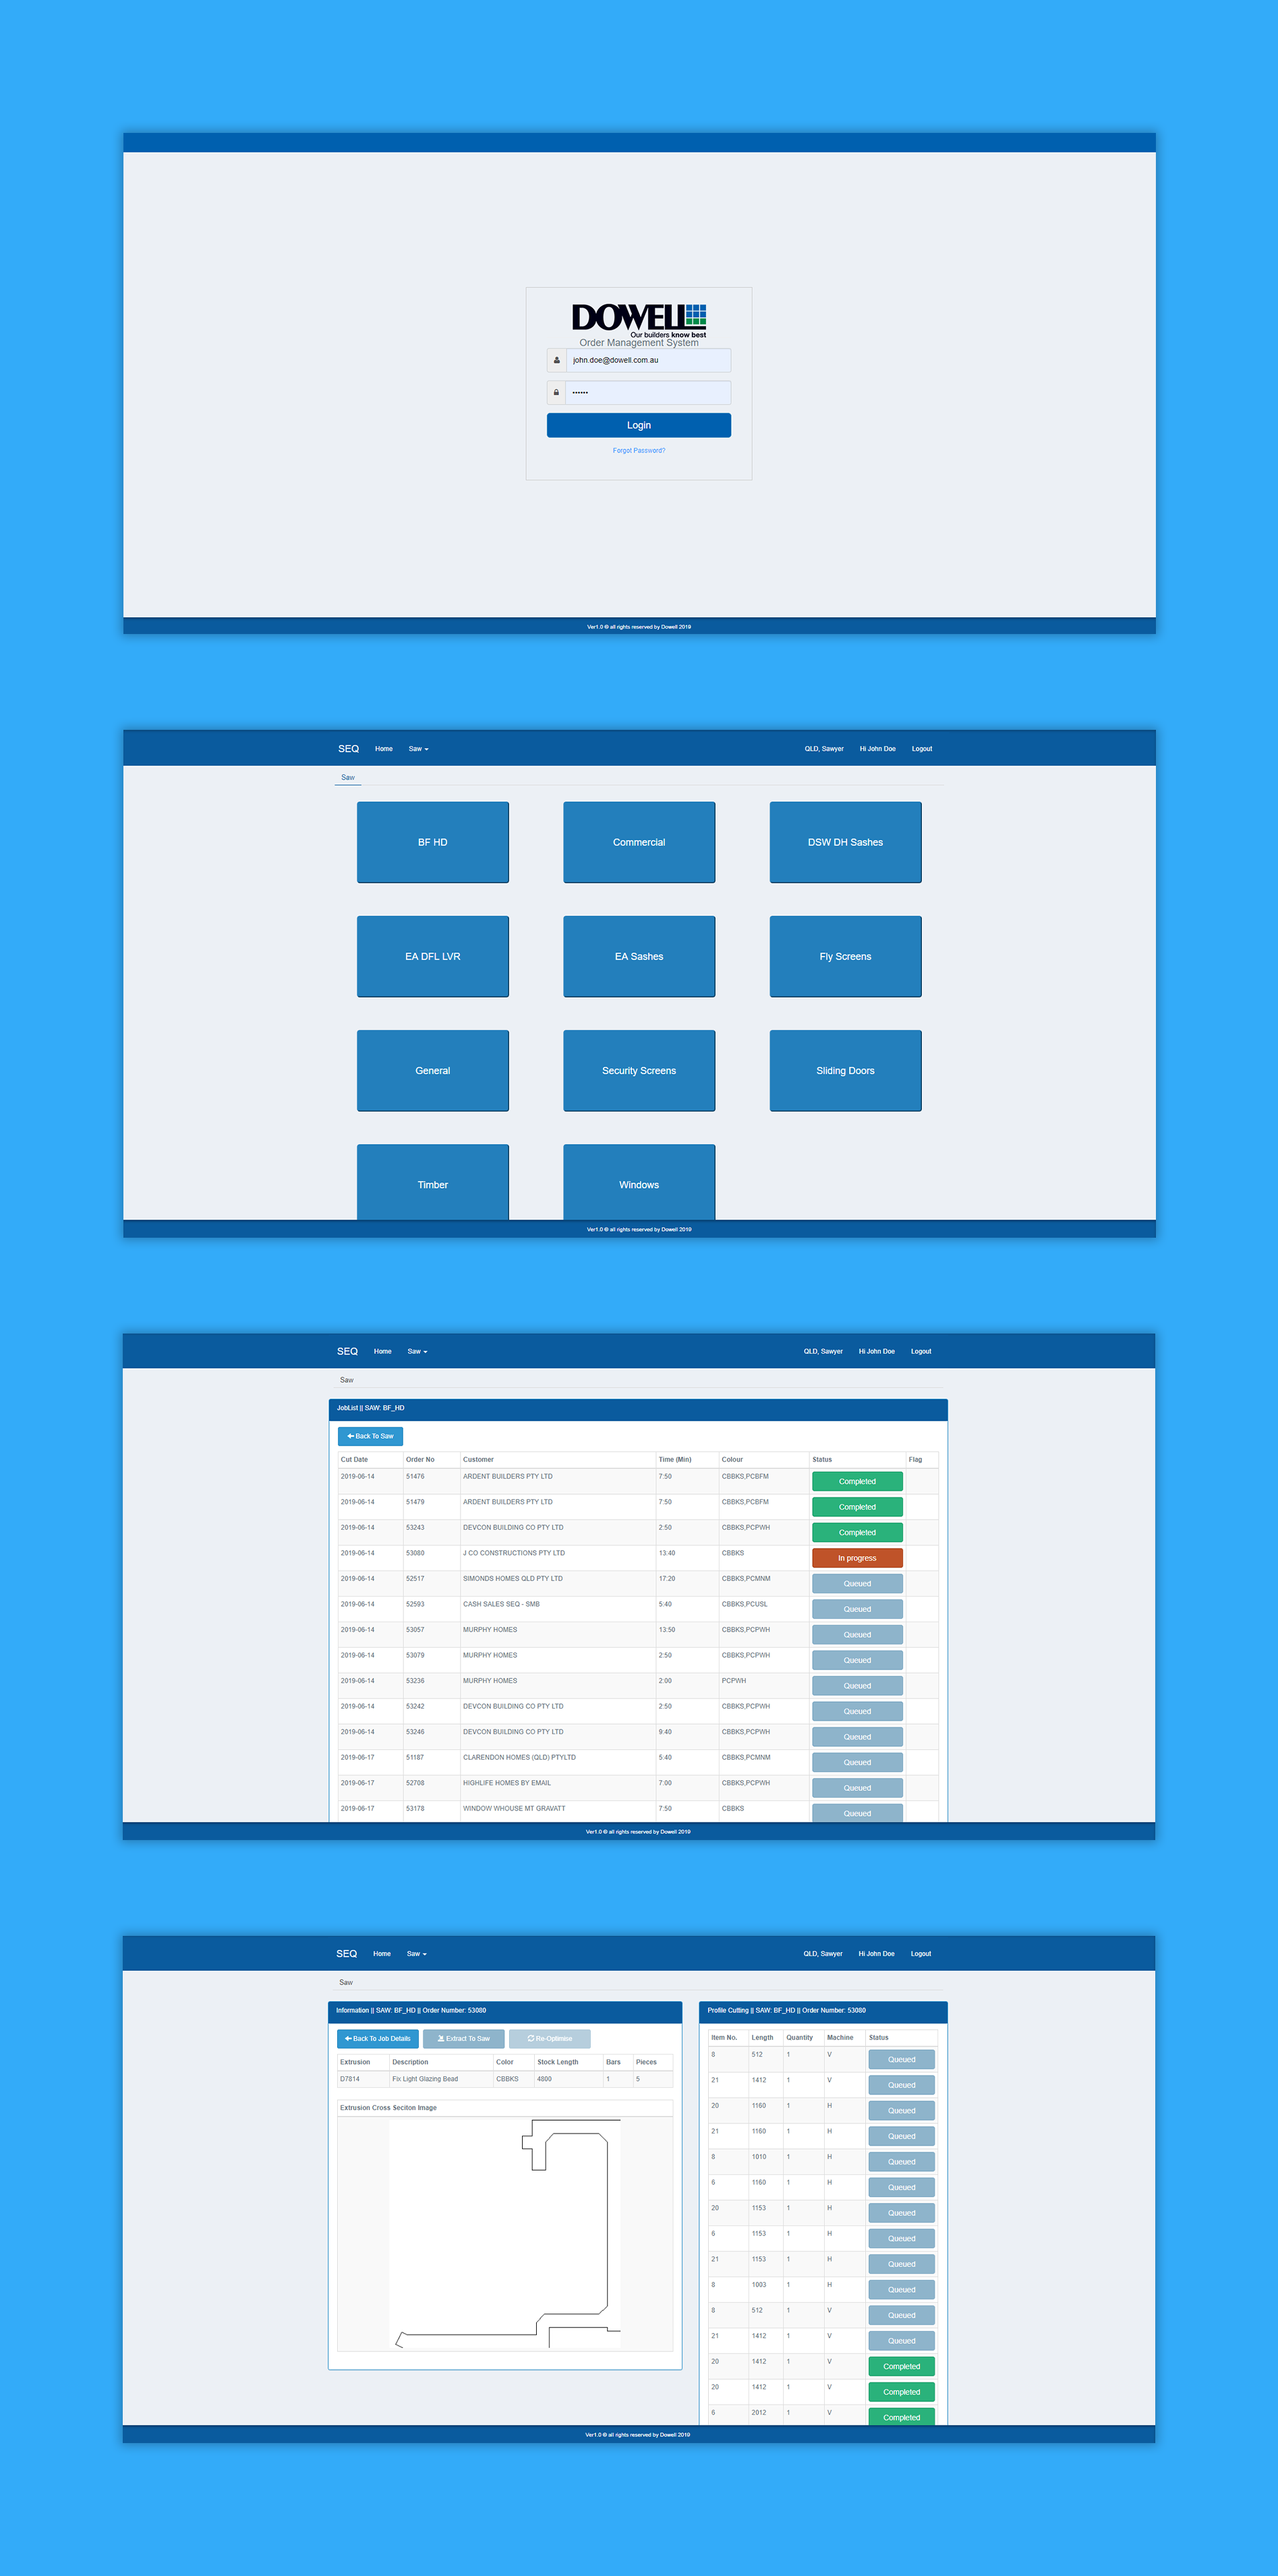 DOWELL
Our builders know best
Order Management System
john.doe@dowell.com.au
••••••
Login
Forgot Password?
Ver1.0 © all rights reserved by Dowell 2019
SEQ Home Saw QLD, Sawyer Hi John Doe Logout
Saw
BF HD Commercial DSW DH Sashes
EA DFL LVR EA Sashes Fly Screens
General Security Screens Sliding Doors
Timber Windows
Ver1.0 © all rights reserved by Dowell 2019
SEQ Home Saw QLD, Sawyer Hi John Doe Logout
Saw
JobList || SAW: BF_HD
Back To Saw
Cut Date Order No Customer Time (Min) Colour Status Flag
2019-06-14 51476 ARDENT BUILDERS PTY LTD 7:50 CBBKS,PCBFM Completed
2019-06-14 51479 ARDENT BUILDERS PTY LTD 7:50 CBBKS,PCBFM Completed
2019-06-14 53243 DEVCON BUILDING CO PTY LTD 2:50 CBBKS,PCPWH Completed
2019-06-14 53080 J CO CONSTRUCTIONS PTY LTD 13:40 CBBKS In progress
2019-06-14 52517 SIMONDS HOMES QLD PTY LTD 17:20 CBBKS,PCMNM Queued
2019-06-14 52593 CASH SALES SEQ - SMB 5:40 CBBKS,PCUSL Queued
2019-06-14 53057 MURPHY HOMES 13:50 CBBKS,PCPWH Queued
2019-06-14 53079 MURPHY HOMES 2:50 CBBKS,PCPWH Queued
2019-06-14 53236 MURPHY HOMES 2:00 PCPWH Queued
2019-06-14 53242 DEVCON BUILDING CO PTY LTD 2:50 CBBKS,PCPWH Queued
2019-06-14 53246 DEVCON BUILDING CO PTY LTD 9:40 CBBKS,PCPWH Queued
2019-06-17 51187 CLARENDON HOMES (QLD) PTYLTD 5:40 CBBKS,PCMNM Queued
2019-06-17 52708 HIGHLIFE HOMES BY EMAIL 7:00 CBBKS,PCPWH Queued
2019-06-17 53178 WINDOW WHOUSE MT GRAVATT 7:50 CBBKS Queued
Ver1.0 © all rights reserved by Dowell 2019
SEQ Home Saw QLD, Sawyer Hi John Doe Logout
Saw
Information || SAW: BF_HD || Order Number: 53080
Back To Job Details Extract To Saw Re-Optimise
Extrusion Description Color Stock Length Bars Pieces
D7814 Fix Light Glazing Bead CBBKS 4800 1 5
Extrusion Cross Seciton Image
Profile Cutting || SAW: BF_HD || Order Number: 53080
Item No. Length Quantity Machine Status
8 512 1 V Queued
21 1412 1 V Queued
20 1160 1 H Queued
21 1160 1 H Queued
8 1010 1 H Queued
6 1160 1 H Queued
20 1153 1 H Queued
6 1153 1 H Queued
21 1153 1 H Queued
8 1003 1 H Queued
8 512 1 V Queued
21 1412 1 V Queued
20 1412 1 V Completed
20 1412 1 V Completed
6 2012 1 V Completed
Ver1.0 © all rights reserved by Dowell 2019